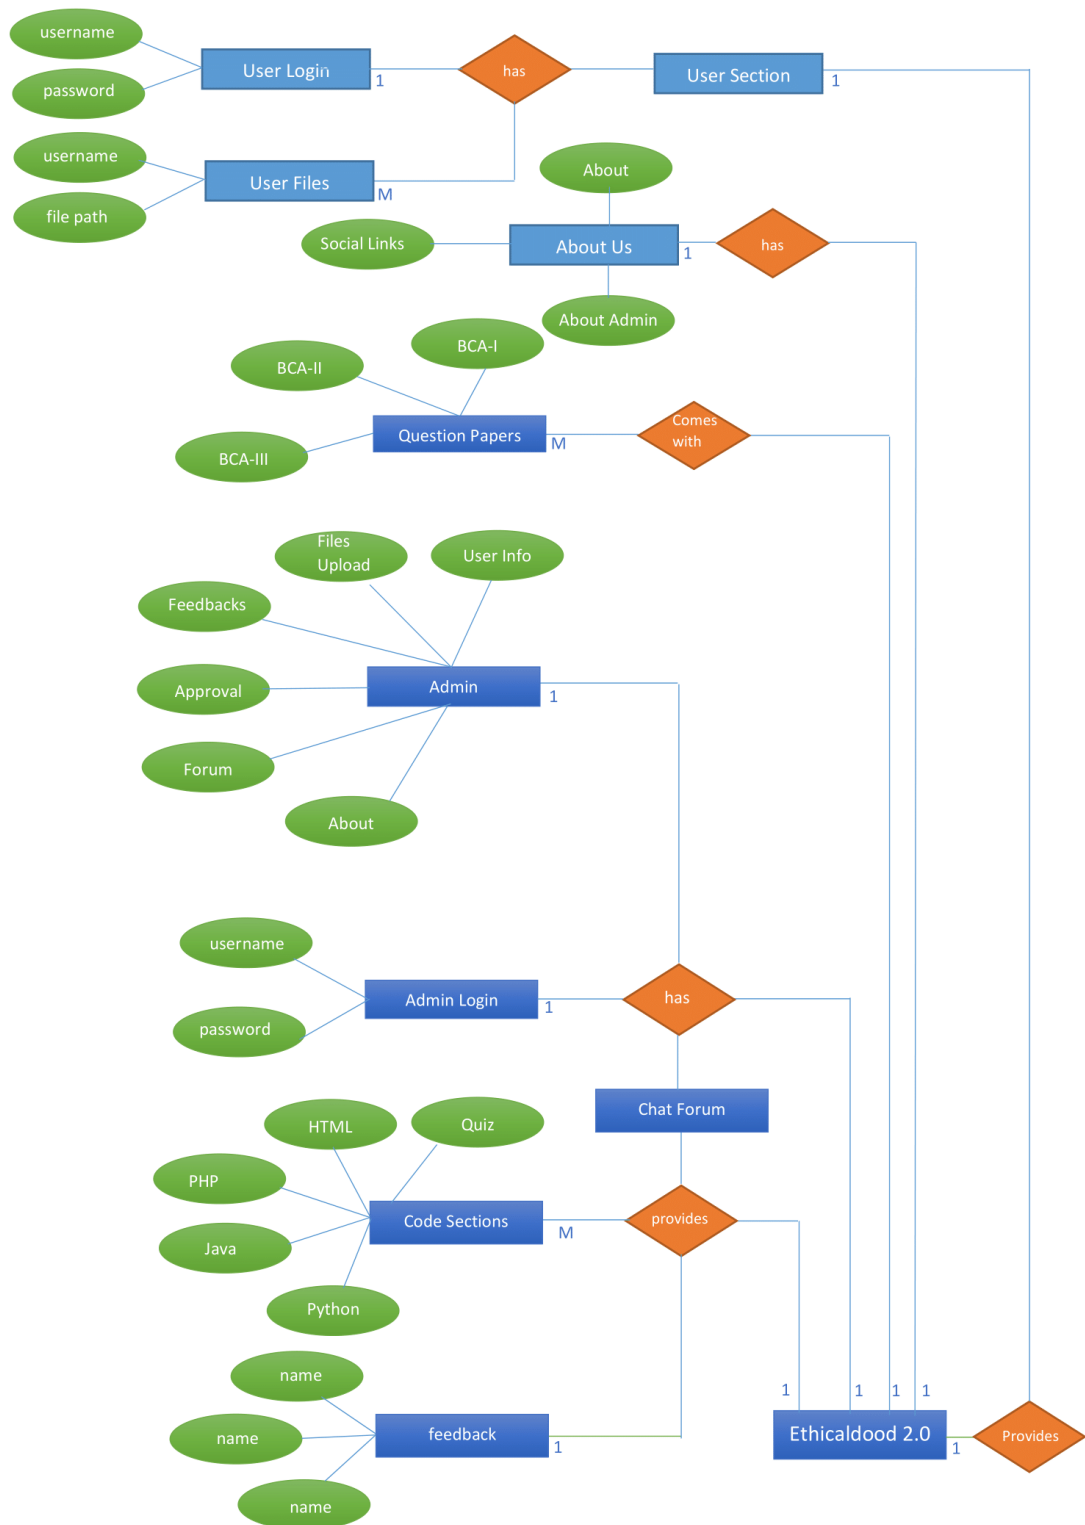 username
User Login
1
has
User Section
1
password
username
User Files
M
file path
About
Social Links
About Us
1
has
About Admin
BCA-I
BCA-II
Question Papers
M
Comes
with
BCA-III
Files
Upload
User Info
Feedbacks
Admin
1
Approval
Forum
About
username
Admin Login
1
has
password
Chat Forum
HTML
Quiz
PHP
Code Sections
M
provides
Java
Python
name
1
1
1
1
name
feedback
1
Ethicaldood 2.0
1
Provides
name